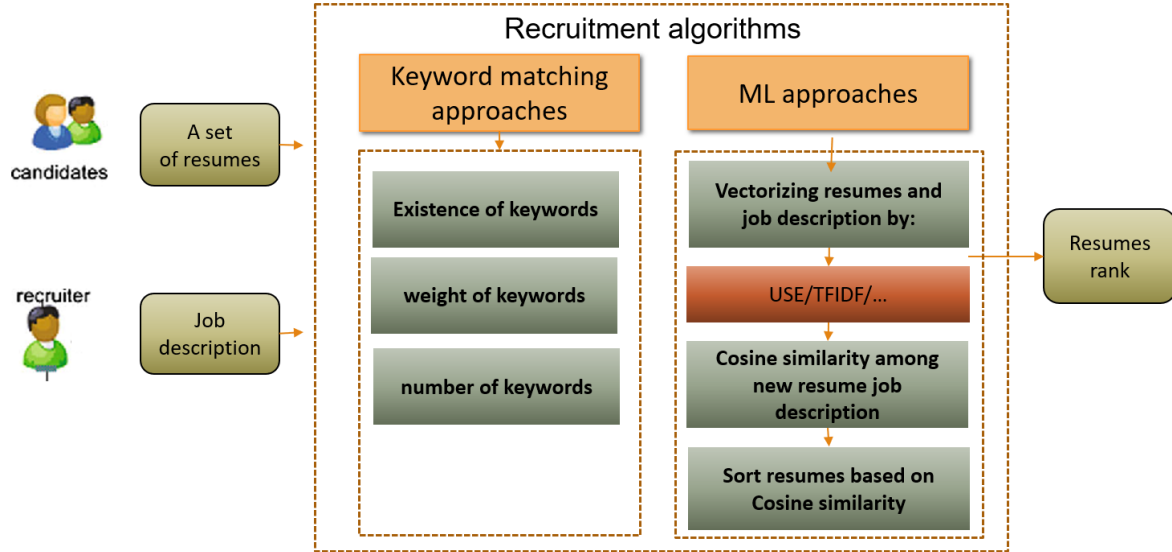 Recruitment algorithms
candidates
A set
of resumes
recruiter
Job
description
Keyword matching
approaches
Existence of keywords
weight of keywords
number of keywords
ML approaches
Vectorizing resumes and
job description by:
USE/TFIDF/...
Cosine similarity among
new resume job
description
Sort resumes based on
Cosine similarity
Resumes
rank